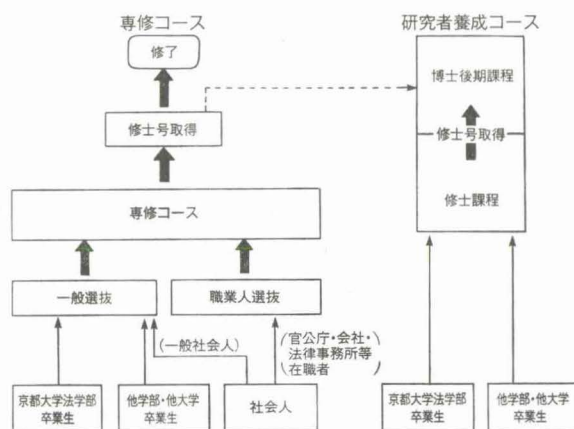 専修コース
修了
修士号取得
専修コース
一般選抜
職業人選抜
(一般社会人)
(官公庁・会社・
法律事務所等
在職者)
京都大学法学部
卒業生
他学部・他大学
卒業生
社会人
研究者養成コース
博士後期課程
修士号取得
修士課程
京都大学法学部
卒業生
他学部・他大学
卒業生